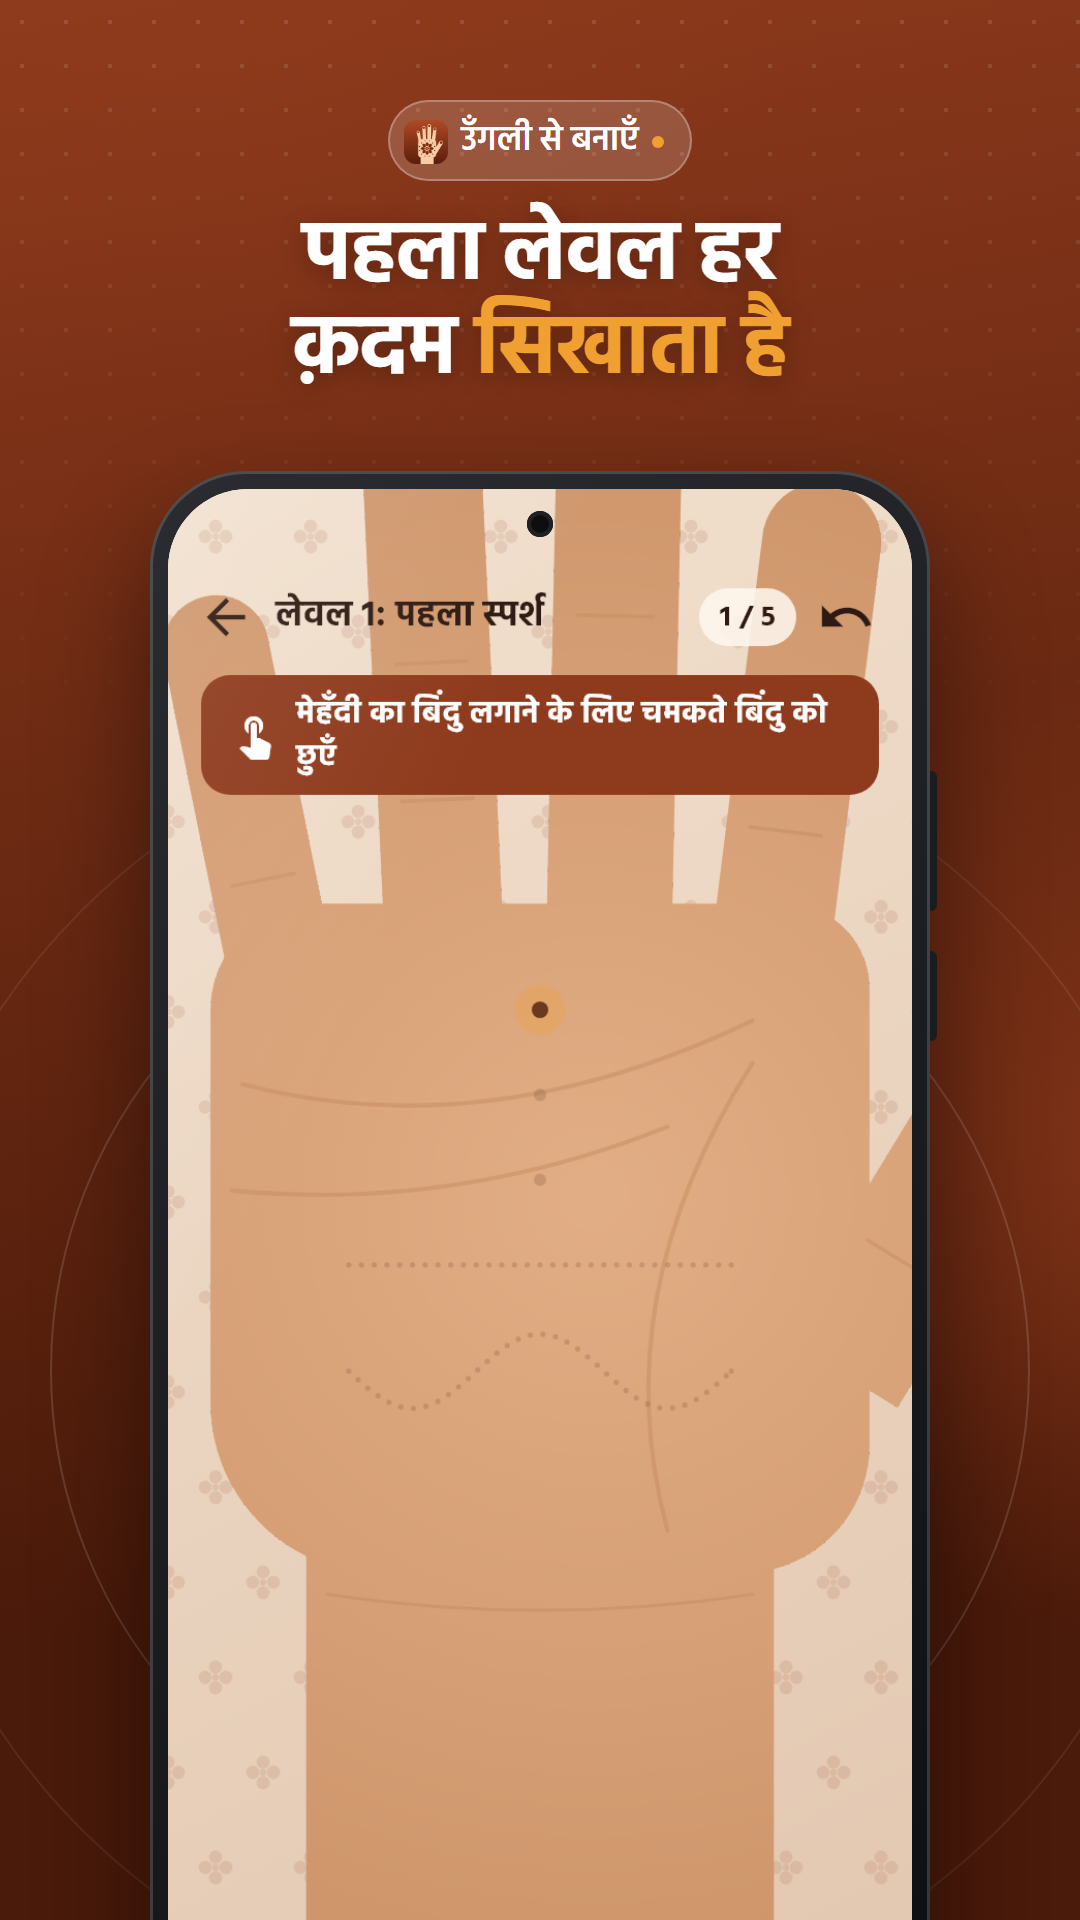 उँगली से बनाएँ
पहला लेवल हर
क़दम सिखाता है
लेवल 1: पहला स्पर्श
1 / 5
मेहँदी का बिंदु लगाने के लिए चमकते बिंदु को
छुएँ